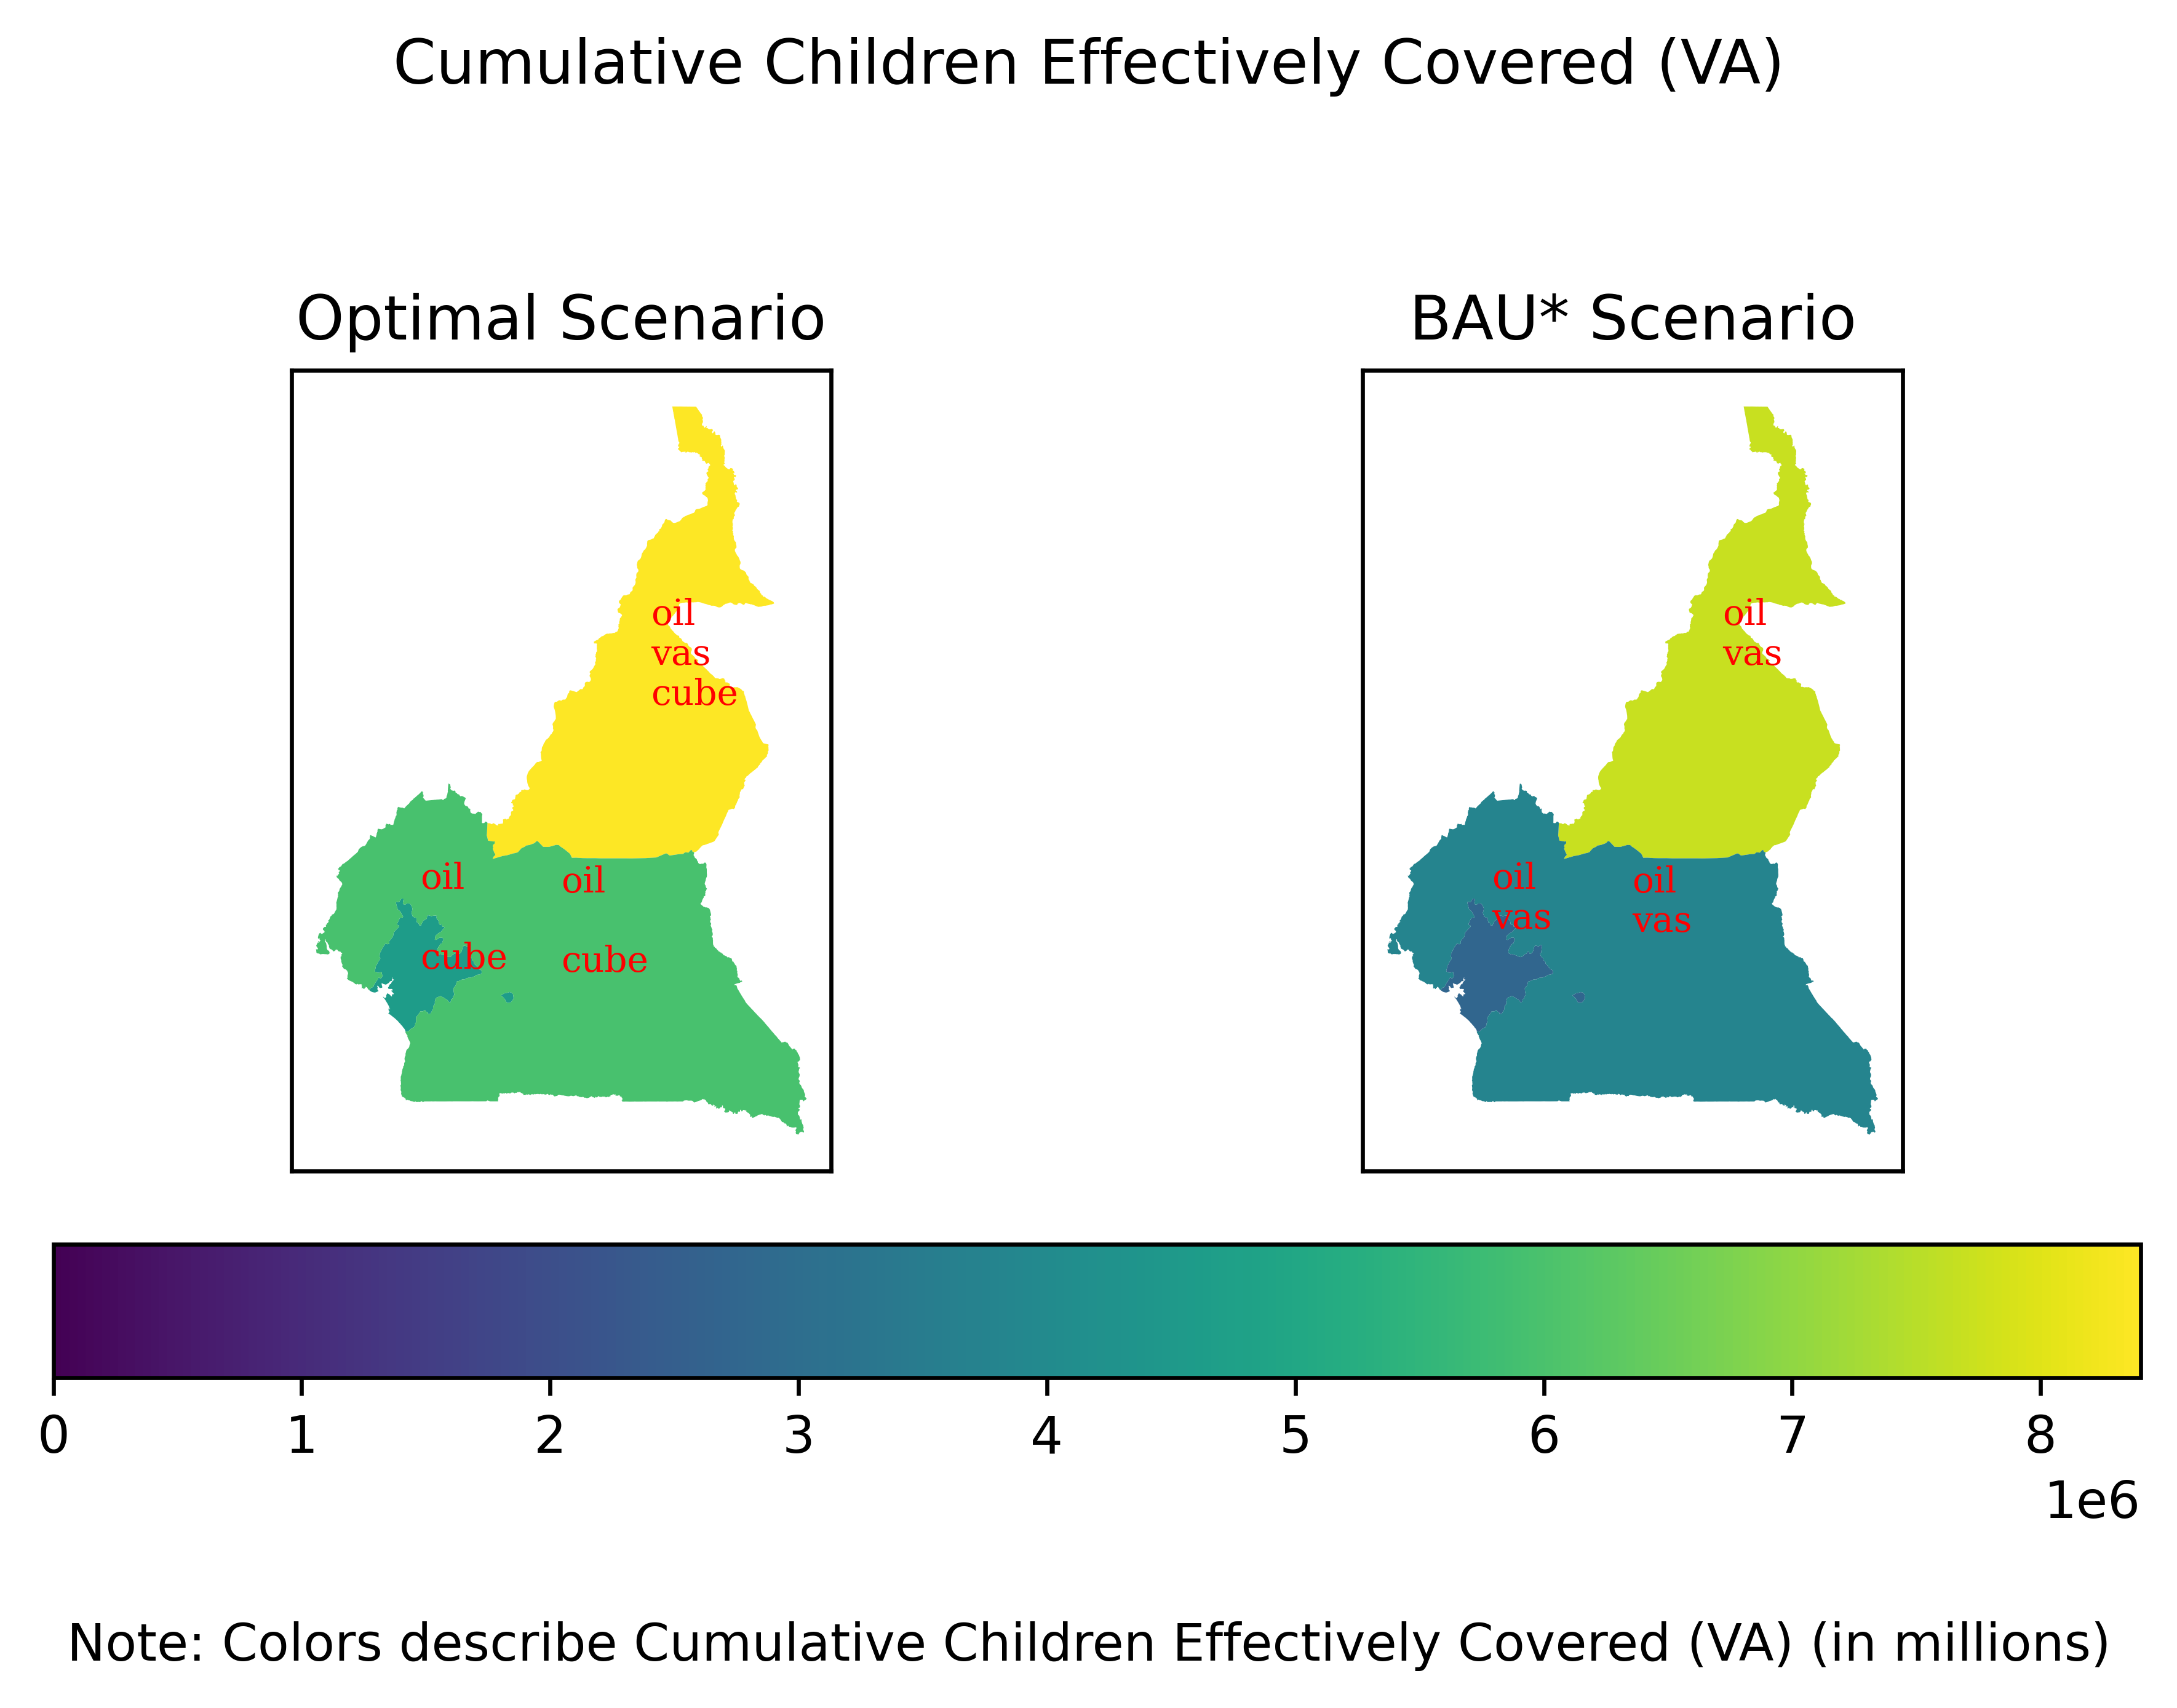 Cumulative Children Effectively Covered (VA)
Optimal Scenario
oil
vas
cube
oil
cube
oil
cube
BAU* Scenario
oil
vas
oil
vas
oil
vas
0 1 2 3 4 5 6 7 8
1e6
Note: Colors describe Cumulative Children Effectively Covered (VA) (in millions)